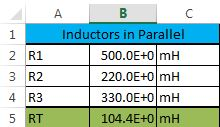 A B C
1 Inductors in Parallel
2 R1 500.0E+0 mH
3 R2 220.0E+0 mH
4 R3 330.0E+0 mH
5 RT 104.4E+0 mH